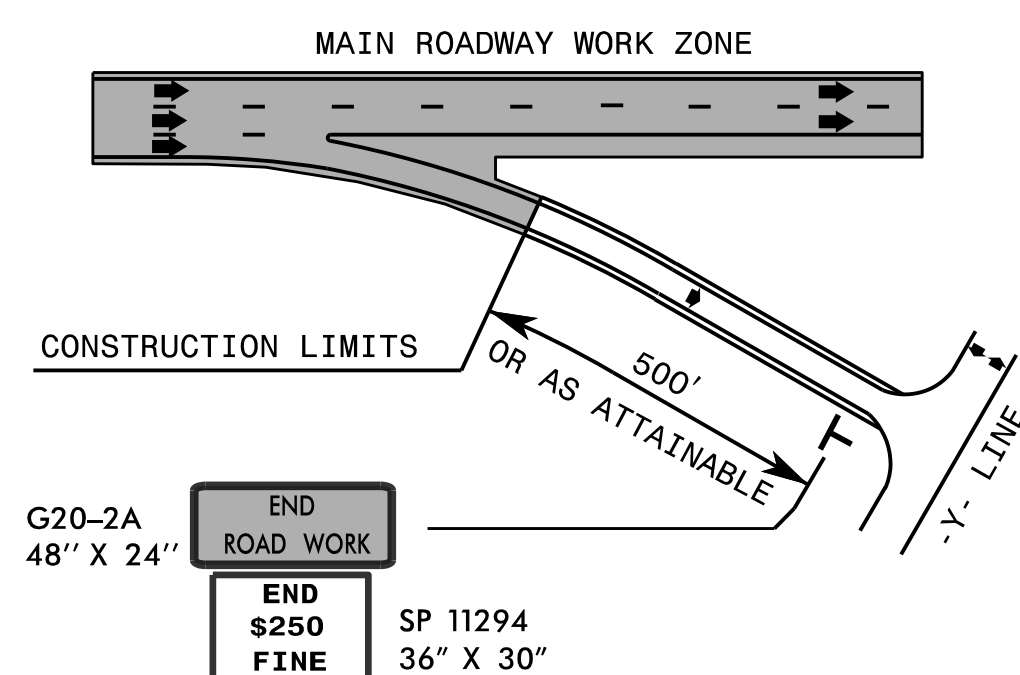 MAIN ROADWAY WORK ZONE
CONSTRUCTION LIMITS
500'
OR AS ATTAINABLE
-Y- LINE
END
ROAD WORK
G20–2A
48'' X 24''
END
$250
FINE
SP 11294
36" X 30"